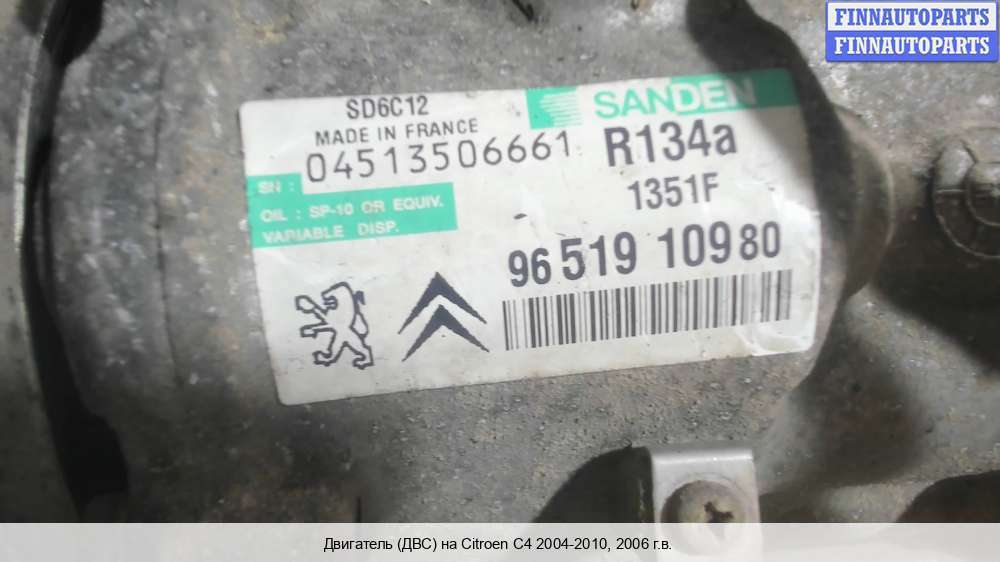 FINNAUTOPARTS
FINNAUTOPARTS
SD6C12
MADE IN FRANCE
SN : 04513506661
OIL : SP-10 OR EQUIV.
VARIABLE DISP.
SANDEN
R134a
1351F
96 519 109 80
Двигатель (ДВС) на Citroen C4 2004-2010, 2006 г.в.